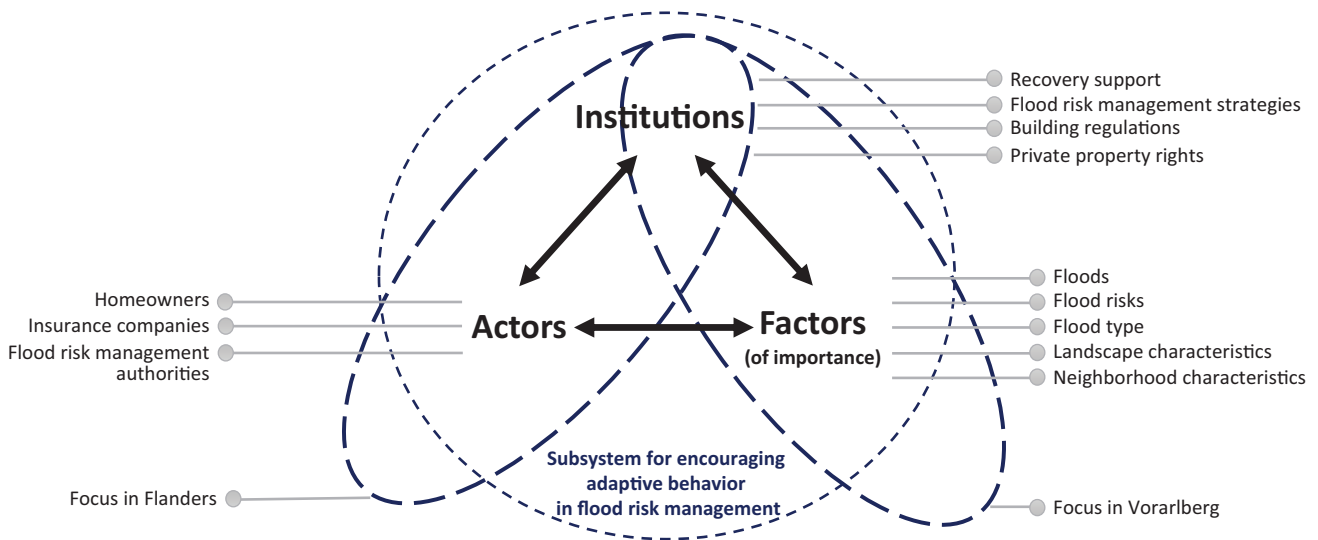 Institutions
Recovery support
Flood risk management strategies
Building regulations
Private property rights
Homeowners
Insurance companies
Flood risk management
authorities
Actors
Factors
(of importance)
Floods
Flood risks
Flood type
Landscape characteristics
Neighborhood characteristics
Subsystem for encouraging
adaptive behavior
in flood risk management
Focus in Flanders
Focus in Vorarlberg